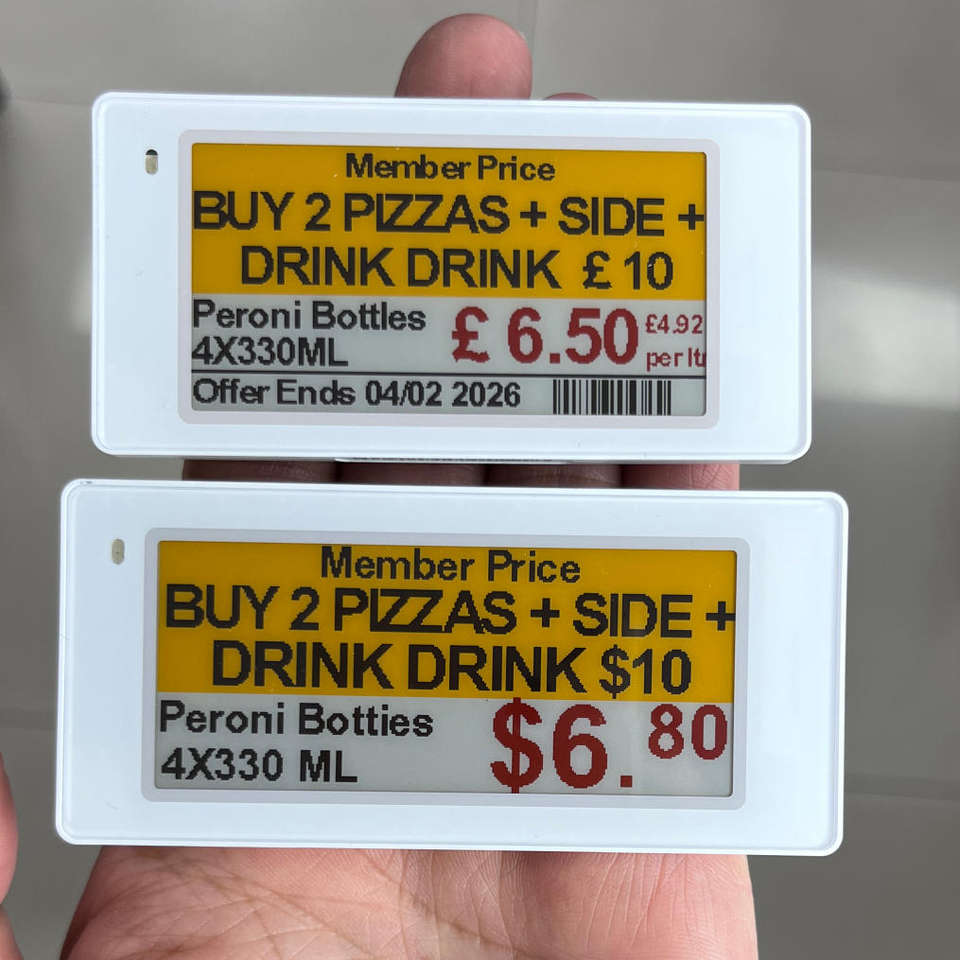 Member Price
BUY 2 PIZZAS + SIDE +
DRINK DRINK £ 10
Peroni Bottles
4X330ML
£ 6.50
£4.92
per ltr
Offer Ends 04/02 2026
Member Price
BUY 2 PIZZAS + SIDE +
DRINK DRINK $10
Peroni Botties
4X330 ML
$6.80